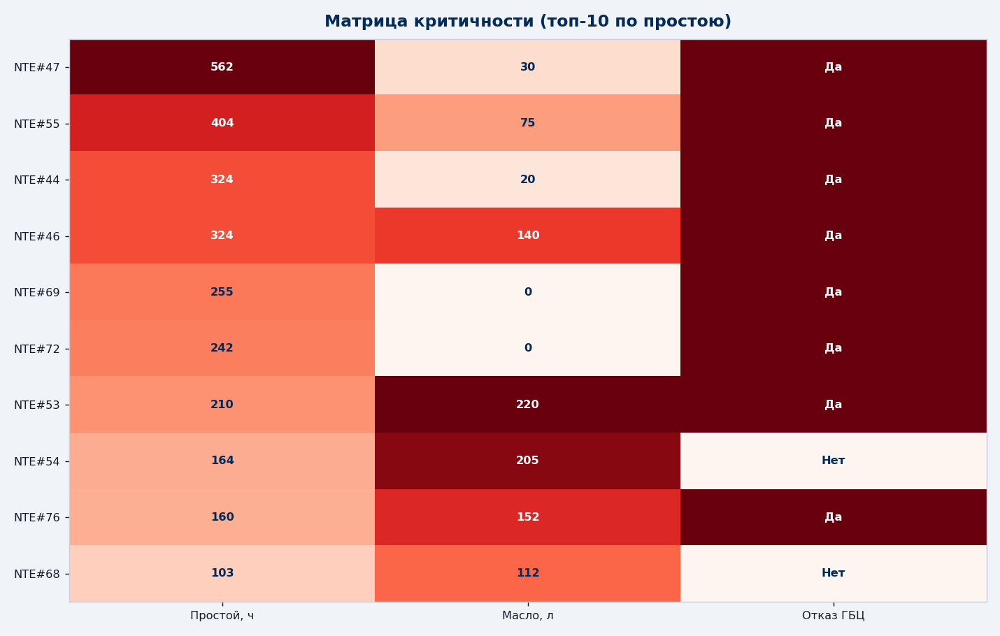 Матрица критичности (топ-10 по простою)
NTE#47 562 30 Да
NTE#55 404 75 Да
NTE#44 324 20 Да
NTE#46 324 140 Да
NTE#69 255 0 Да
NTE#72 242 0 Да
NTE#53 210 220 Да
NTE#54 164 205 Нет
NTE#76 160 152 Да
NTE#68 103 112 Нет
Простой, ч Масло, л Отказ ГБЦ